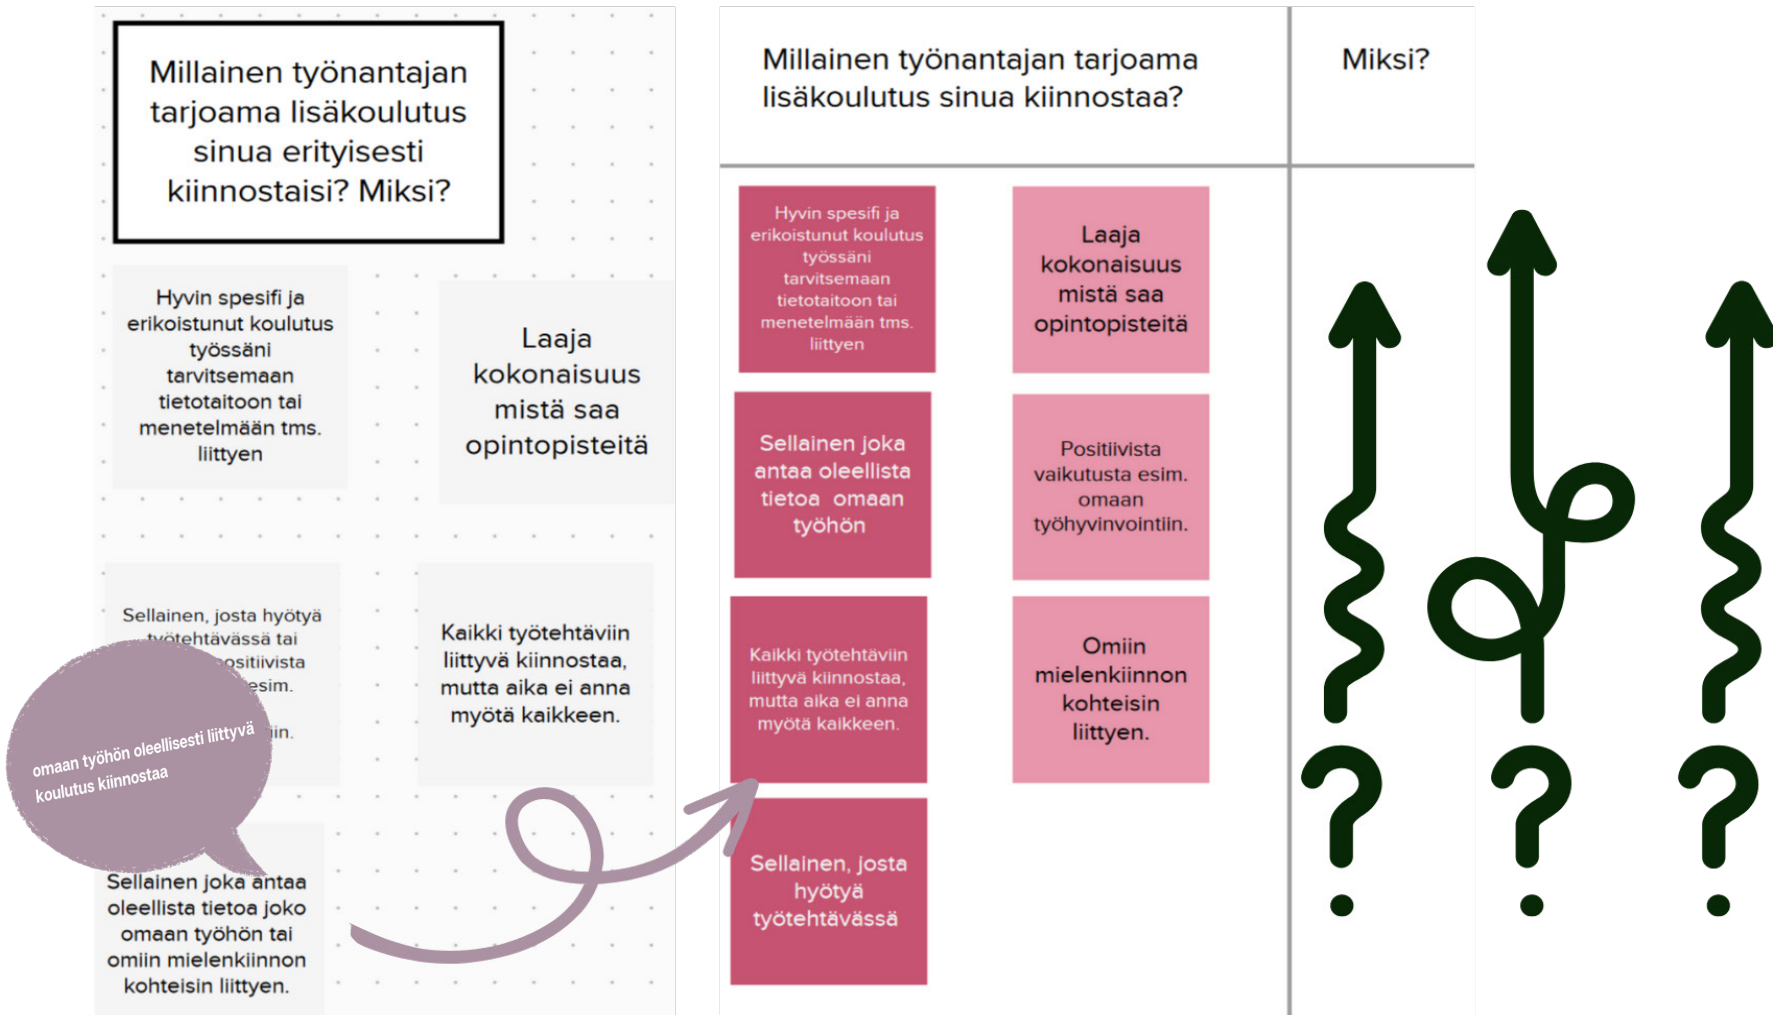 Millainen työnantajan
tarjoama lisäkoulutus
sinua erityisesti
kiinnostaisi? Miksi?
Hyvin spesifi ja
erikoistunut koulutus
työssäni
tarvitsemaan
tietotaitoon tai
menetelmään tms.
liittyen
Laaja
kokonaisuus
mistä saa
opintopisteitä
Sellainen, josta hyötyä
työtehtävässä tai
positiivista
esim.
Kaikki työtehtäviin
liittyvä kiinnostaa,
mutta aika ei anna
myötä kaikkeen.
omaan työhön oleellisesti liittyvä
koulutus kiinnostaa
Sellainen joka antaa
oleellista tietoa joko
omaan työhön tai
omiin mielenkiinnon
kohteisin liittyen.
Millainen työnantajan tarjoama
lisäkoulutus sinua kiinnostaa?
Miksi?
Hyvin spesifi ja
erikoistunut koulutus
työssäni
tarvitsemaan
tietotaitoon tai
menetelmään tms.
liittyen
Laaja
kokonaisuus
mistä saa
opintopisteitä
Sellainen joka
antaa oleellista
tietoa omaan
työhön
Positiivista
vaikutusta esim.
omaan
työhyvinvointiin.
Kaikki työtehtäviin
liittyvä kiinnostaa,
mutta aika ei anna
myötä kaikkeen.
Omiin
mielenkiinnon
kohteisin
liittyen.
Sellainen, josta
hyötyä
työtehtävässä
? ? ?